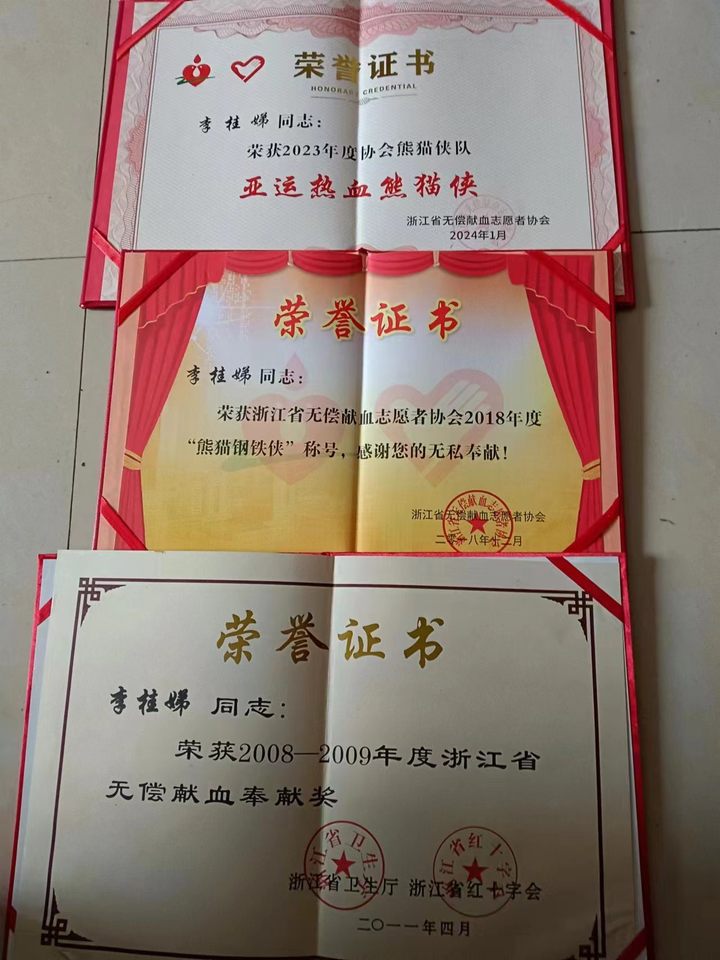 荣誉证书
HONORARY CREDENTIAL
李桂娣 同志：
荣获2023年度协会熊猫侠队
亚运热血熊猫侠
浙江省无偿献血志愿者协会
2024年1月
荣誉证书
李桂娣 同志：
荣获浙江省无偿献血志愿者协会2018年度
“熊猫钢铁侠”称号，感谢您的无私奉献！
浙江省无偿献血志愿者协会
二〇一八年十二月
荣誉证书
李桂娣 同志：
荣获2008—2009年度浙江省
无偿献血奉献奖
浙江省卫生厅 浙江省红十字会
二〇一一年四月